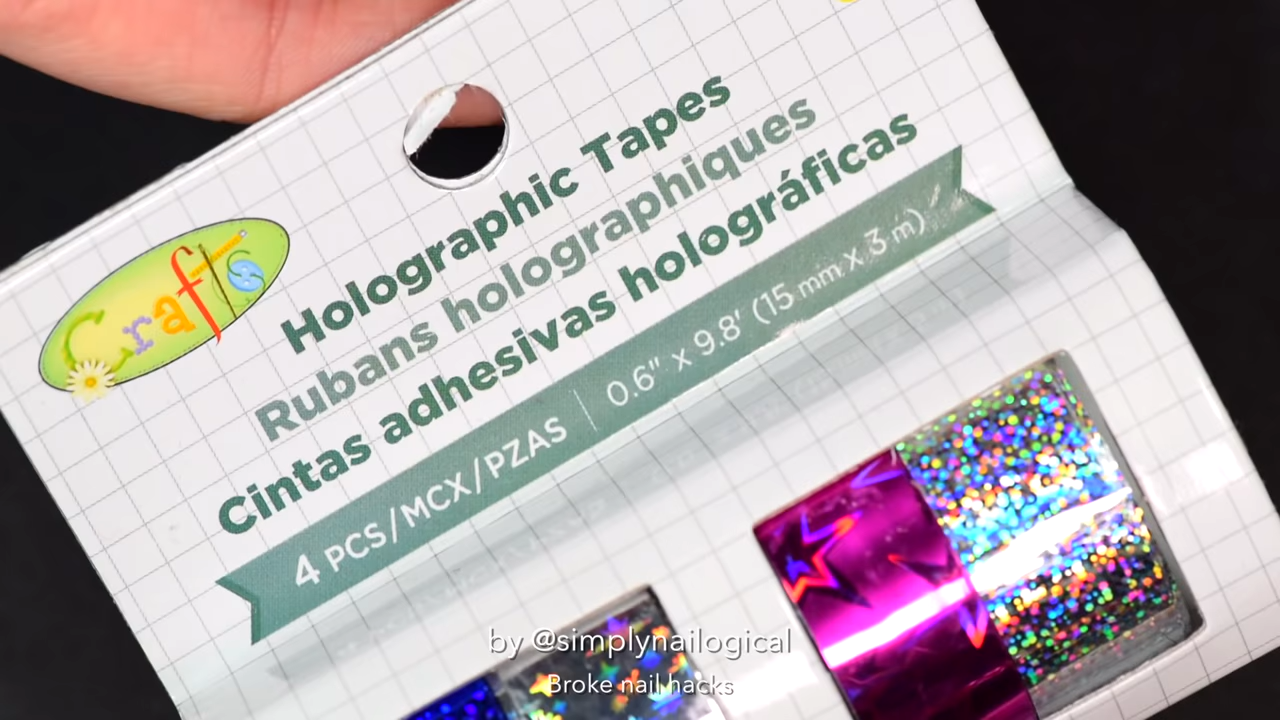 Crafts
Holographic Tapes
Rubans holographiques
Cintas adhesivas holográficas
4 PCS/MCX/PZAS | 0.6" x 9.8' (15 mm x 3 m)
by @simplynailogical
Broke nail hacks